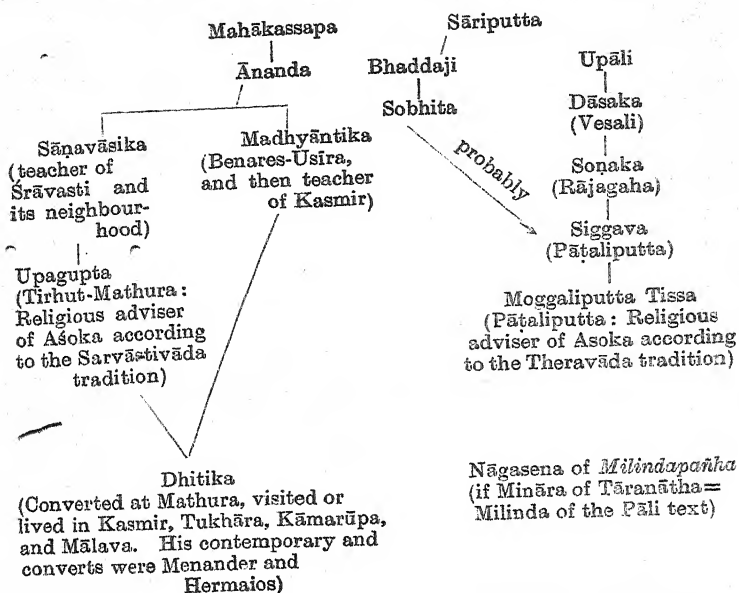 Mahākassapa
Ānanda
Sāṇavāsika
(teacher of
Śrāvasti and
its neighbour-
hood)
Upagupta
(Tirhut-Mathura:
Religious adviser
of Aśoka according
to the Sarvāstivāda
tradition)
Madhyāntika
(Benares-Usīra,
and then teacher
of Kasmir)
Dhitika
(Converted at Mathura, visited or
lived in Kasmir, Tukhāra, Kāmarūpa,
and Mālava. His contemporary and
converts were Menander and
Hermaios)
Sāriputta
Bhaddaji
Sobhita
probably
Upāli
Dāsaka
(Vesali)
Soṇaka
(Rājagaha)
Siggava
(Pāṭaliputta)
Moggaliputta Tissa
(Pāṭaliputta: Religious
adviser of Asoka according
to the Theravāda tradition)
Nāgasena of Milindapañha
(if Mināra of Tāranātha=
Milinda of the Pāli text)